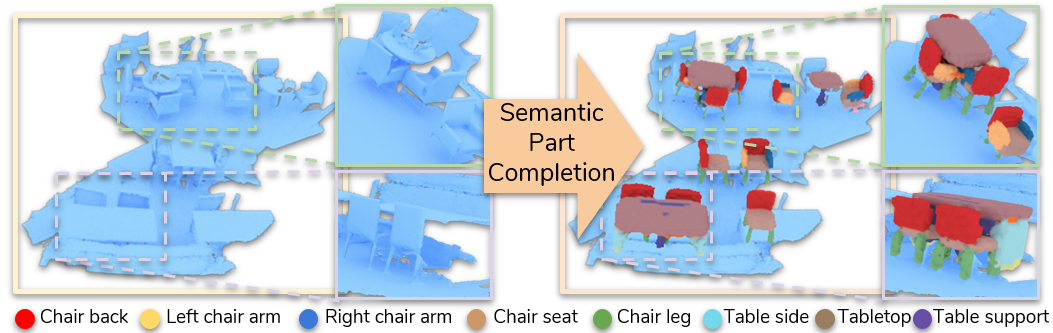 Semantic
Part
Completion
Chair back Left chair arm Right chair arm Chair seat Chair leg Table side Tabletop Table support